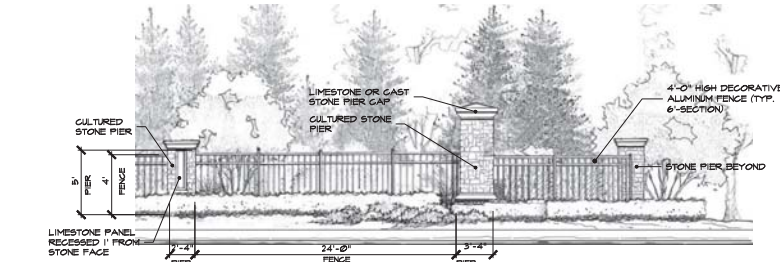 LIMESTONE OR CAST
STONE PIER CAP
4'-0" HIGH DECORATIVE
ALUMINUM FENCE (TYP.
6'-SECTION)
CULTURED
STONE PIER
CULTURED STONE
PIER
STONE PIER BEYOND
5'
PIER
4'
FENCE
LIMESTONE PANEL
RECESSED 1' FROM
STONE FACE
2'-4"
PIER
24'-0"
FENCE
3'-4"
PIER